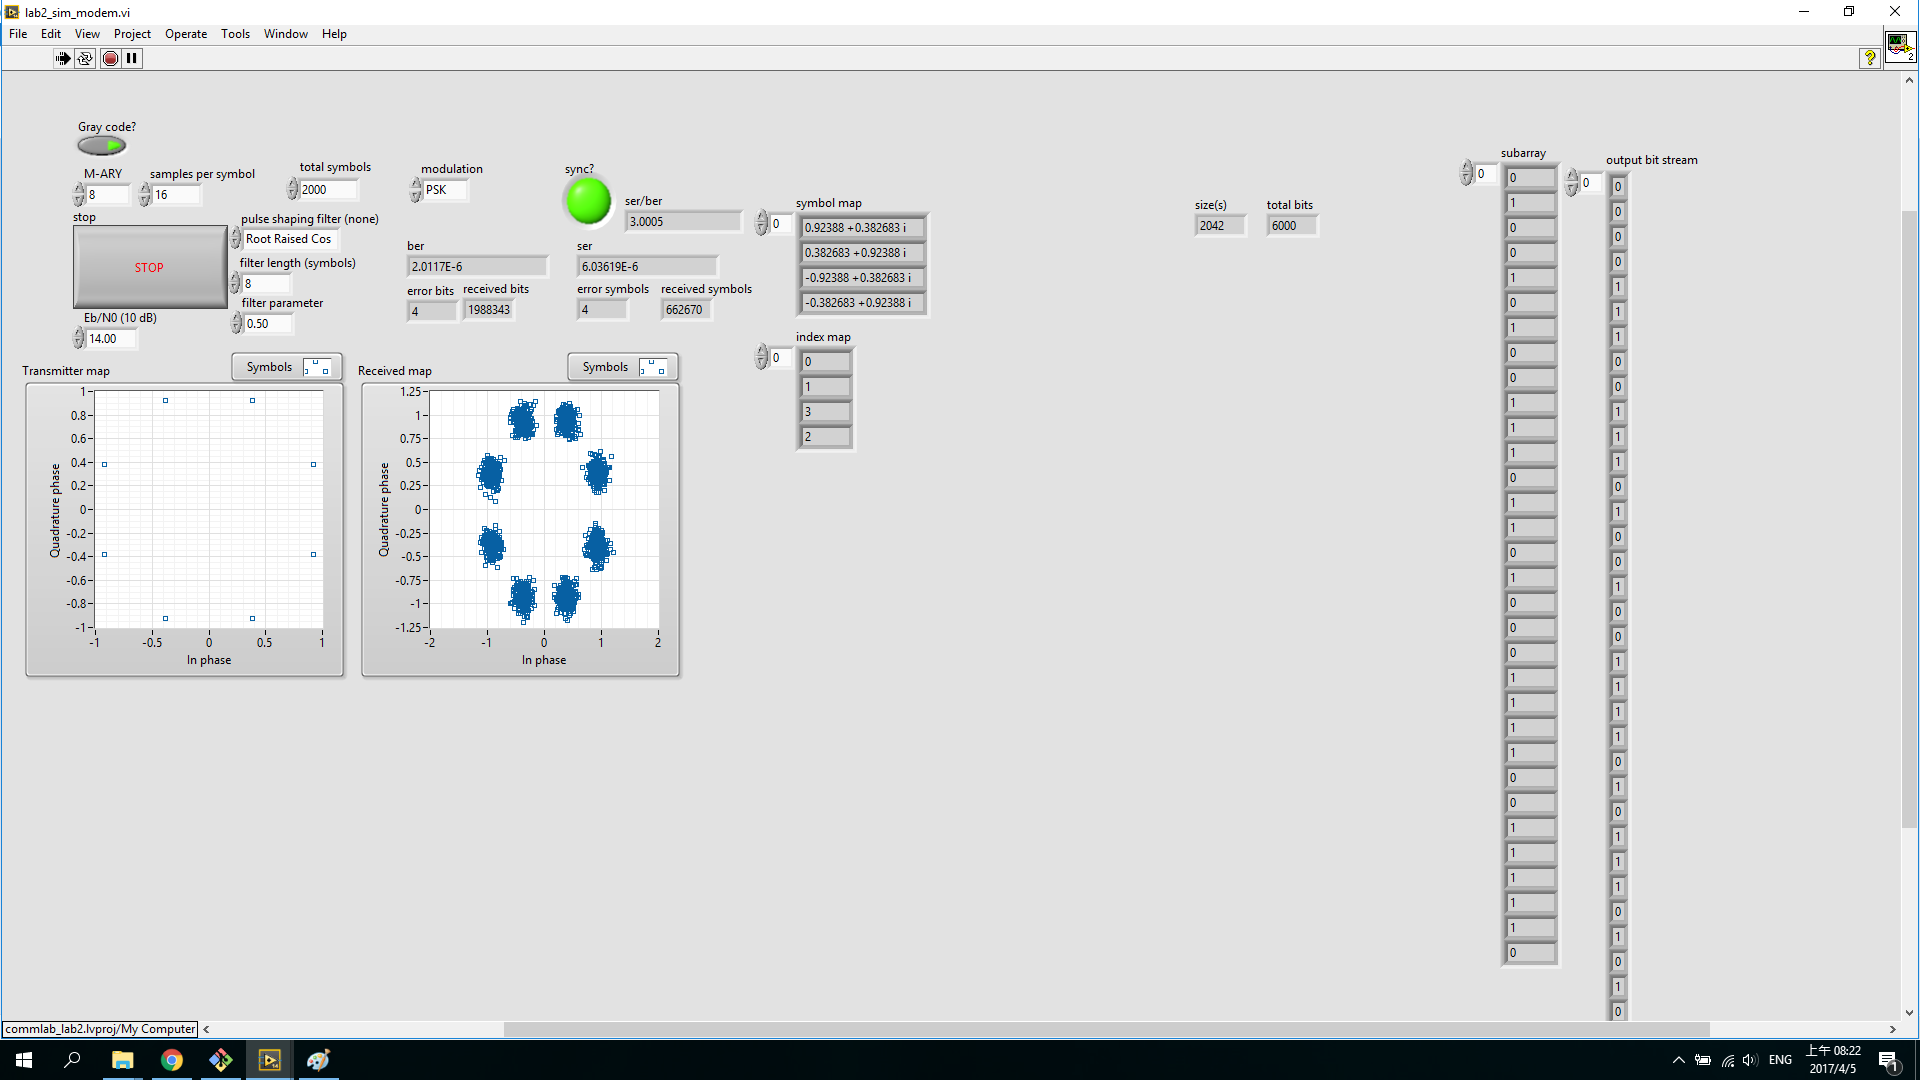 lab2_sim_modem.vi
File Edit View Project Operate Tools Window Help
2
Gray code?
M-ARY
8
samples per symbol
16
total symbols
2000
modulation
PSK
sync?
ser/ber
3.0005
stop
STOP
pulse shaping filter (none)
Root Raised Cos
filter length (symbols)
8
filter parameter
0.50
Eb/N0 (10 dB)
14.00
ber
2.0117E-6
ser
6.03619E-6
error bits
4
received bits
1988343
error symbols
4
received symbols
662670
symbol map
0
0.92388 +0.382683 i
0.382683 +0.92388 i
-0.92388 +0.382683 i
-0.382683 +0.92388 i
index map
0
0
1
3
2
size(s)
2042
total bits
6000
Transmitter map
Symbols
Quadrature phase
1
0.8
0.6
0.4
0.2
0
-0.2
-0.4
-0.6
-0.8
-1
-1 -0.5 0 0.5 1
In phase
Received map
Symbols
Quadrature phase
1.25
1
0.75
0.5
0.25
0
-0.25
-0.5
-0.75
-1
-1.25
-2 -1 0 1 2
In phase
subarray
0
0
1
0
0
1
0
1
0
0
1
1
1
0
1
1
0
1
0
0
0
1
1
1
1
0
0
1
1
1
1
1
0
output bit stream
0
0
0
0
0
1
1
1
0
0
1
1
1
0
1
0
0
1
0
0
1
1
1
1
0
1
0
1
1
1
0
1
0
1
0
commlab_lab2.lvproj/My Computer
ENG
上午 08:22
2017/4/5
1